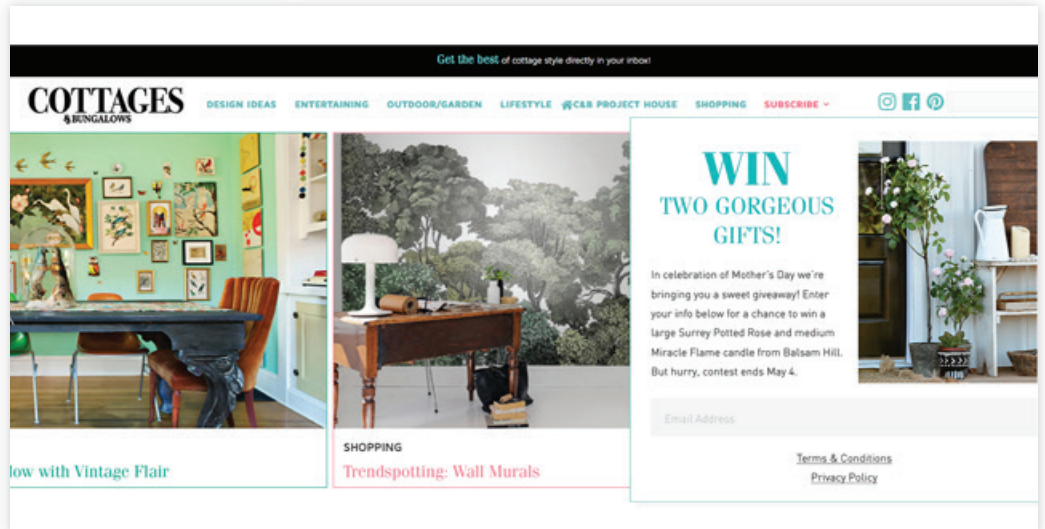 Get the best of cottage style directly in your inbox!
COTTAGES
& BUNGALOWS
DESIGN IDEAS ENTERTAINING OUTDOOR/GARDEN LIFESTYLE C&B PROJECT HOUSE SHOPPING SUBSCRIBE
WIN
TWO GORGEOUS
GIFTS!
In celebration of Mother's Day we're
bringing you a sweet giveaway! Enter
your info below for a chance to win a
large Surrey Potted Rose and medium
Miracle Flame candle from Balsam Hill.
But hurry, contest ends May 4.
Email Address
Terms & Conditions
Privacy Policy
low with Vintage Flair
SHOPPING
Trendspotting: Wall Murals